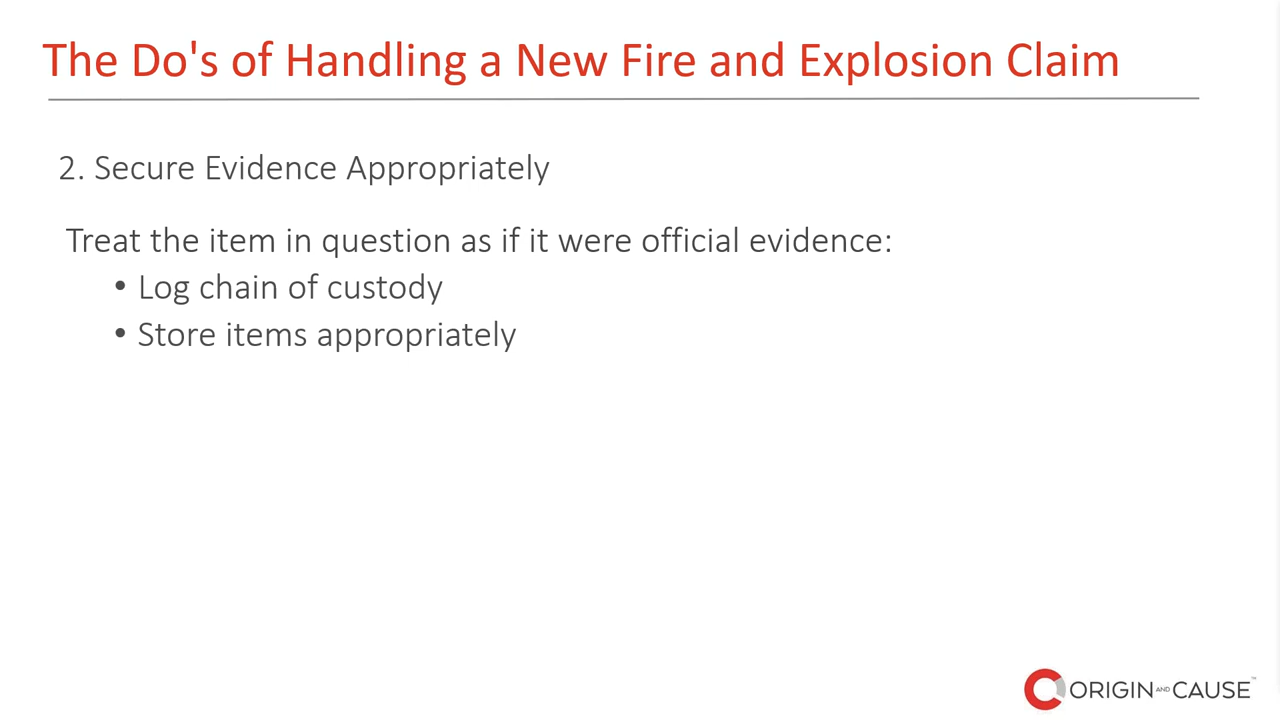 The Do's of Handling a New Fire and Explosion Claim
2. Secure Evidence Appropriately
Treat the item in question as if it were official evidence:
• Log chain of custody
• Store items appropriately
ORIGIN AND CAUSE™